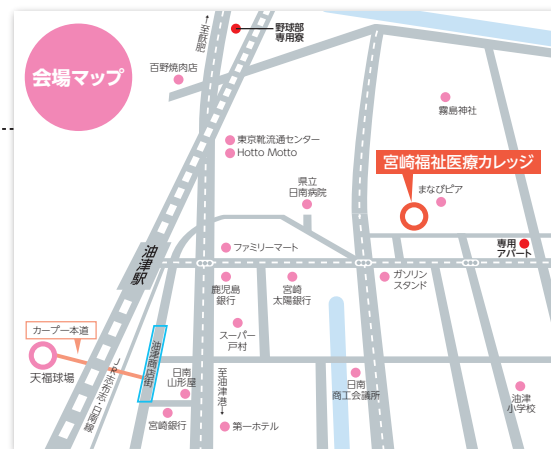 会場マップ
↑至飫肥
野球部
専用寮
百野焼肉店
霧島神社
東京靴流通センター
Hotto Motto
宮崎福祉医療カレッジ
県立
日南病院
まなびピア
専用
アパート
ファミリーマート
油津駅
鹿児島
銀行
宮崎
太陽銀行
ガソリン
スタンド
カープ一本道
スーパー
戸村
油津商店街
天福球場
JR志布志・日南線
日南
山形屋
至油津港→
日南
商工会議所
油津
小学校
宮崎銀行
第一ホテル